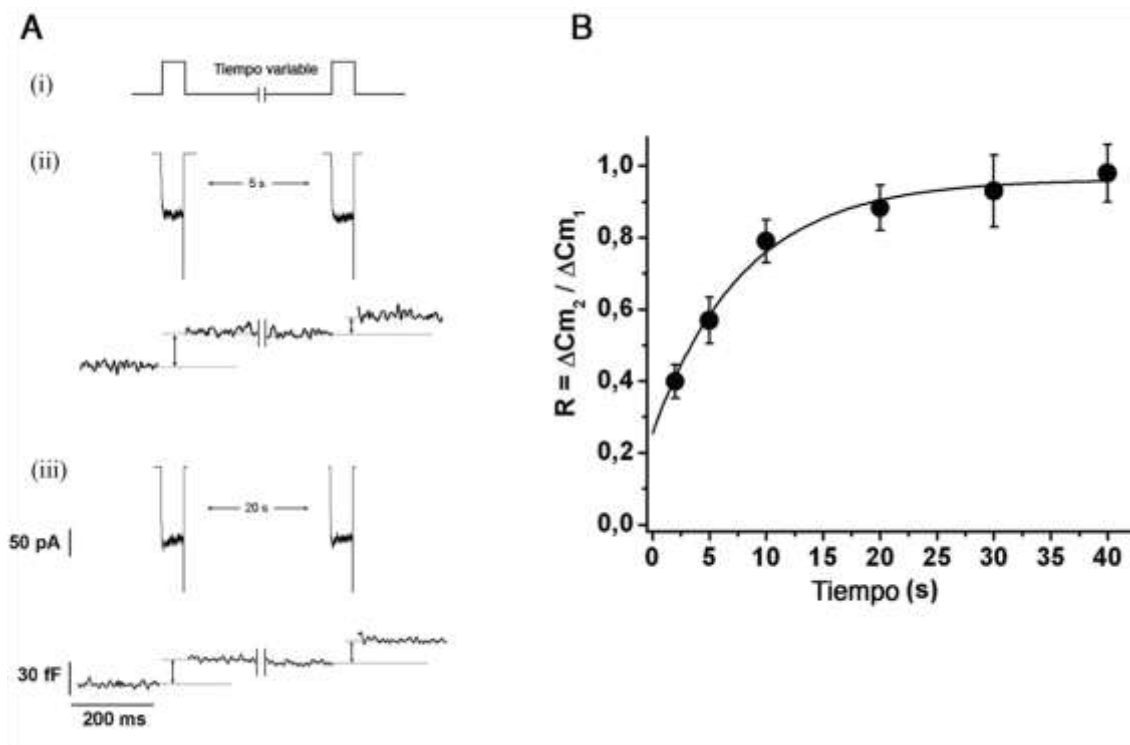 A
(i)
Tiempo variable
(ii)
5 s
(iii)
20 s
50 pA
30 fF
200 ms
B
R = ΔCm₂ / ΔCm₁
1,0
0,8
0,6
0,4
0,2
0,0
0 5 10 15 20 25 30 35 40
Tiempo (s)